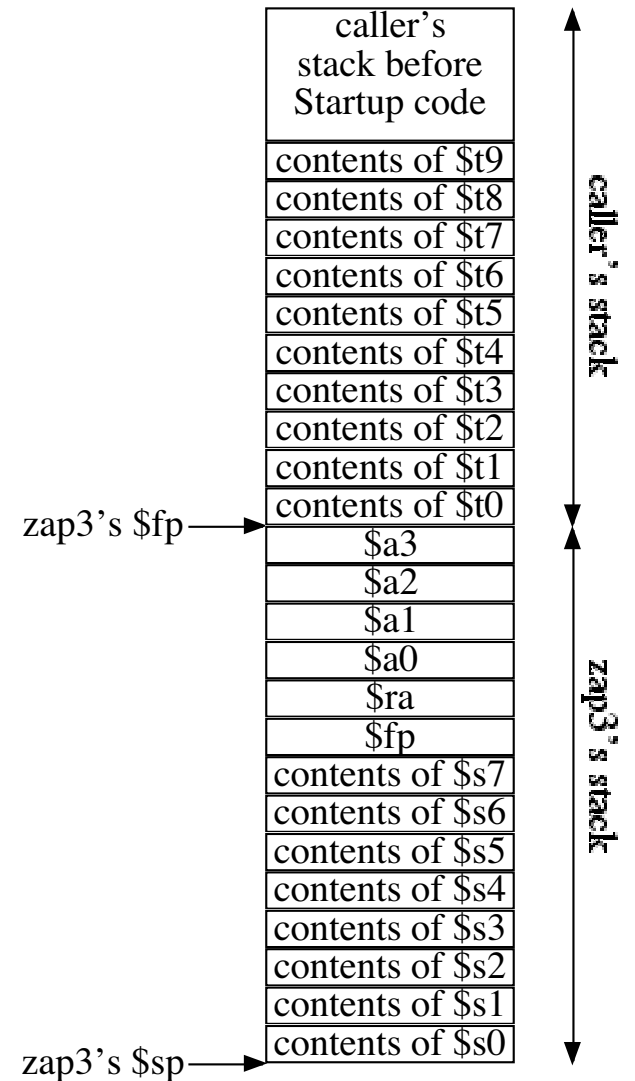 caller’s
stack before
Startup code
contents of $t9
contents of $t8
contents of $t7
contents of $t6
contents of $t5
contents of $t4
contents of $t3
contents of $t2
contents of $t1
contents of $t0
caller’s stack
zap3’s $fp
$a3
$a2
$a1
$a0
$ra
$fp
contents of $s7
contents of $s6
contents of $s5
contents of $s4
contents of $s3
contents of $s2
contents of $s1
contents of $s0
zap3’s stack
zap3’s $sp